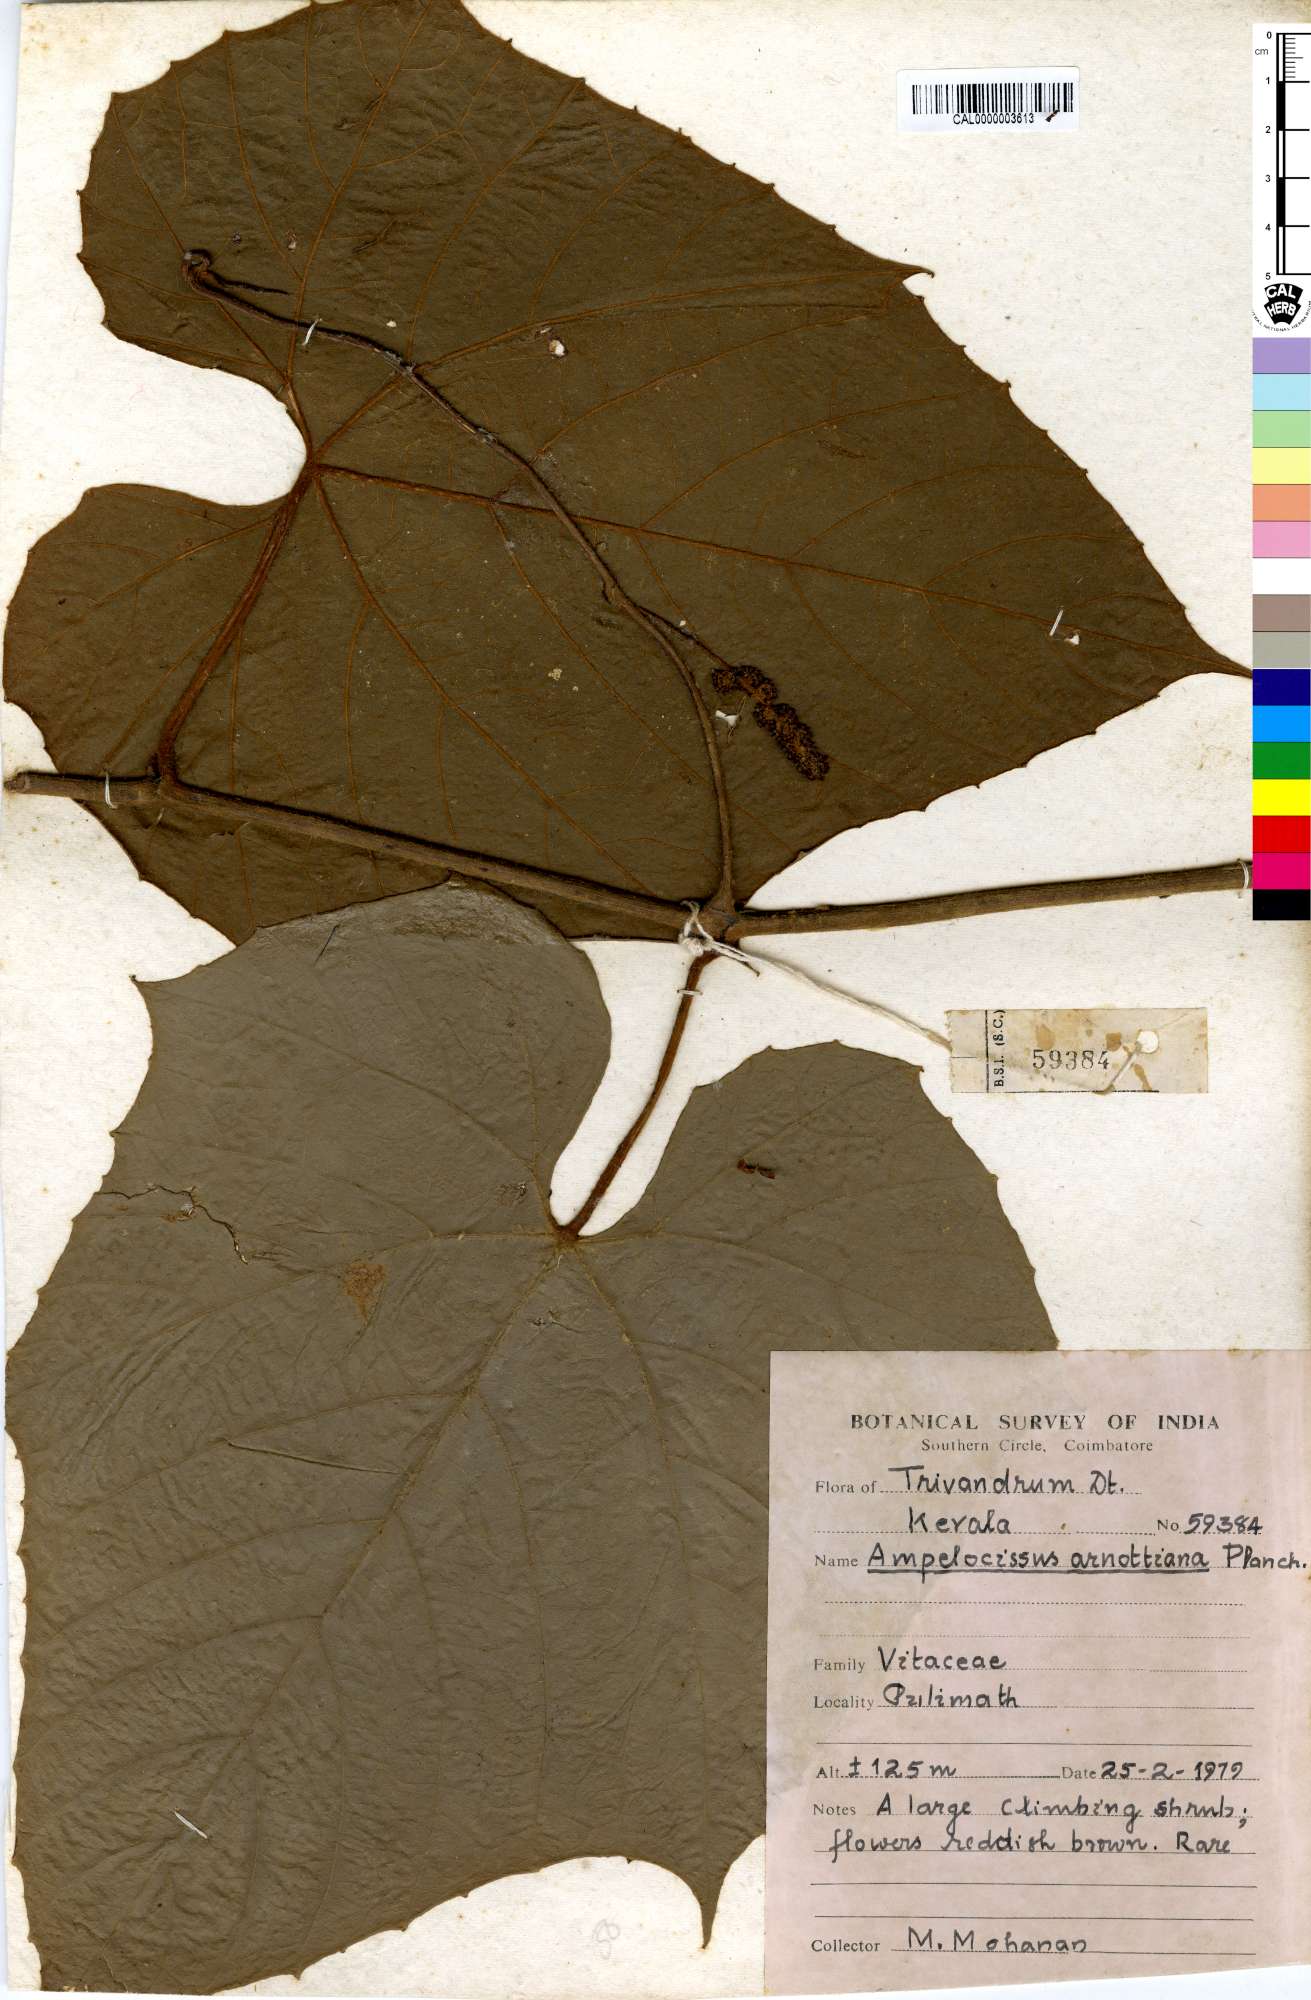 CAL0000003613
0
cm
1
2
3
4
5
CAL
HERB
B.S.I. (S.C.)
59384
BOTANICAL SURVEY OF INDIA
Southern Circle, Coimbatore
Flora of Trivandrum Dt.
Kerala No 59384
Name Ampelocissus arnottiana Planch.
Family Vitaceae
Locality Pulimath
Alt ± 125 m Date 25-2-1979
Notes A large climbing shrub;
flowers reddish brown. Rare
Collector M. Mohanan